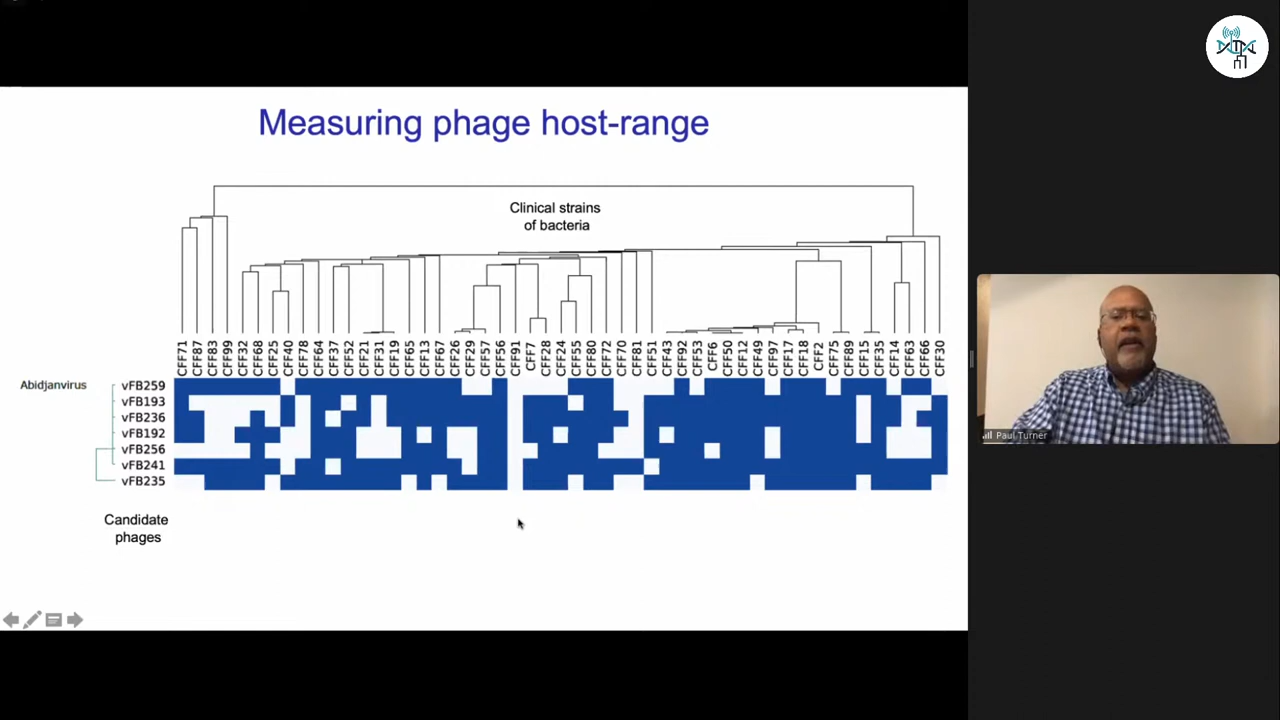 Measuring phage host-range
Clinical strains
of bacteria
CFF71
CFF87
CFF83
CFF99
CFF32
CFF68
CFF25
CFF40
CFF78
CFF64
CFF37
CFF52
CFF21
CFF31
CFF19
CFF65
CFF13
CFF67
CFF26
CFF29
CFF57
CFF56
CFF91
CFF7
CFF28
CFF24
CFF55
CFF80
CFF72
CFF70
CFF81
CFF51
CFF43
CFF92
CFF53
CFF6
CFF50
CFF12
CFF49
CFF97
CFF17
CFF18
CFF2
CFF75
CFF89
CFF15
CFF35
CFF14
CFF63
CFF66
CFF30
Abidjanvirus
vFB259
vFB193
vFB236
vFB192
vFB256
vFB241
vFB235
Candidate
phages
Paul Turner